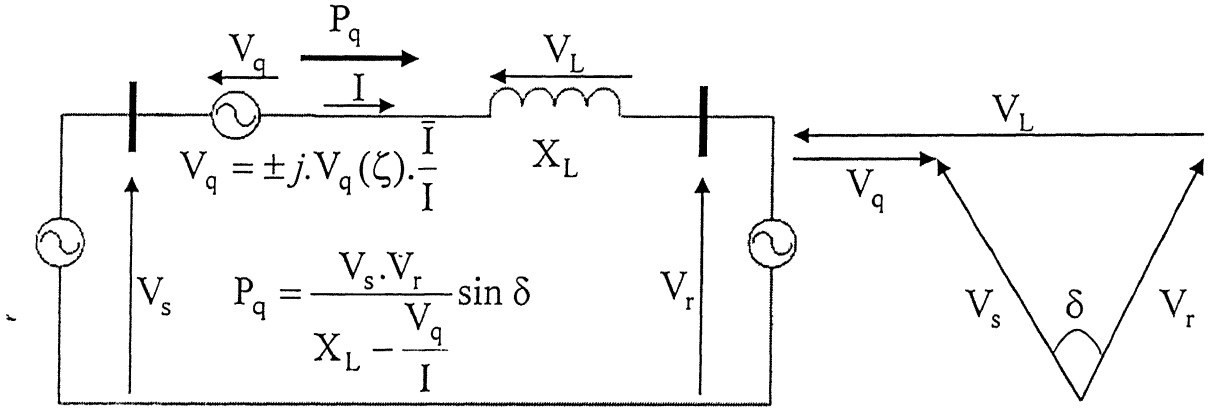 P_q
V_q
I
V_L
V_q = ±j.V_q(ζ).Ī/I
X_L
V_s
P_q = V_s.V_r / (X_L − V_q/I) sin δ
V_r
V_L
V_q
V_s
δ
V_r